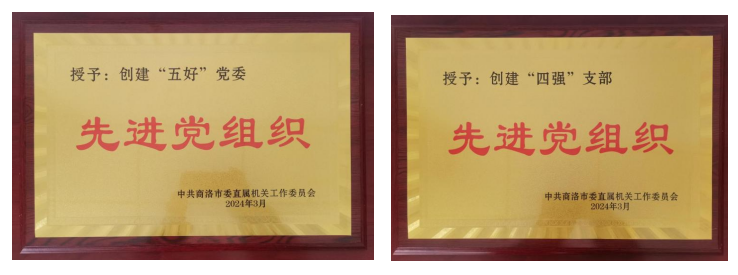 授予：创建“五好”党委
先进党组织
中共商洛市委直属机关工作委员会
2024年3月
授予：创建“四强”支部
先进党组织
中共商洛市委直属机关工作委员会
2024年3月